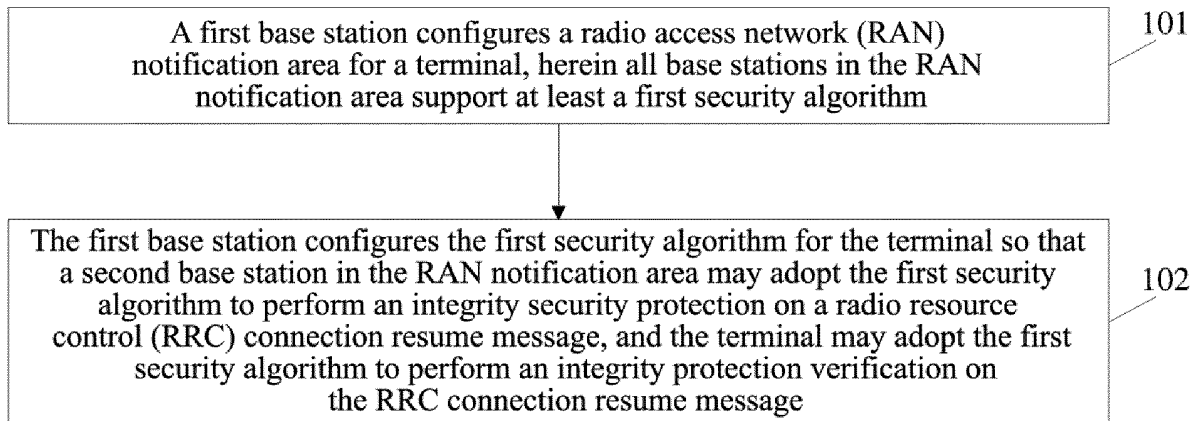 A first base station configures a radio access network (RAN)
notification area for a terminal, herein all base stations in the RAN
notification area support at least a first security algorithm
101
The first base station configures the first security algorithm for the terminal so that
a second base station in the RAN notification area may adopt the first security
algorithm to perform an integrity security protection on a radio resource
control (RRC) connection resume message, and the terminal may adopt the first
security algorithm to perform an integrity protection verification on
the RRC connection resume message
102